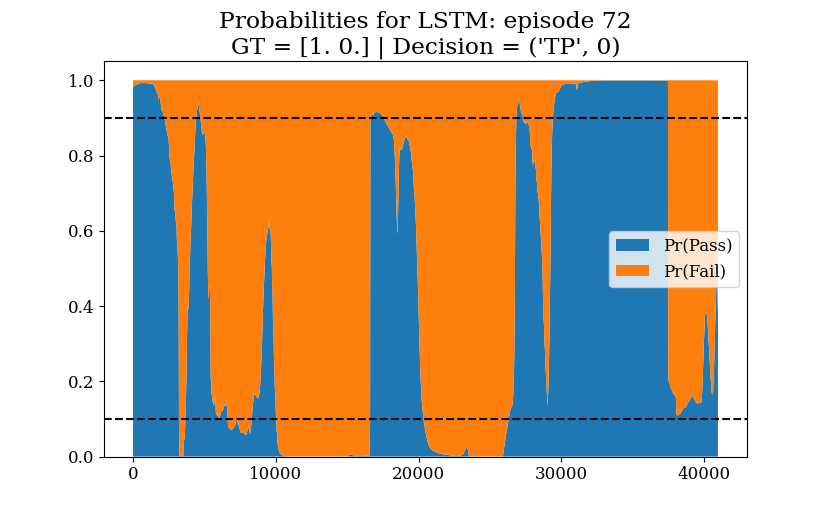 Probabilities for LSTM: episode 72
GT = [1. 0.] | Decision = ('TP', 0)
1.0
0.8
0.6
0.4
0.2
0.0
Pr(Pass)
Pr(Fail)
0
10000
20000
30000
40000